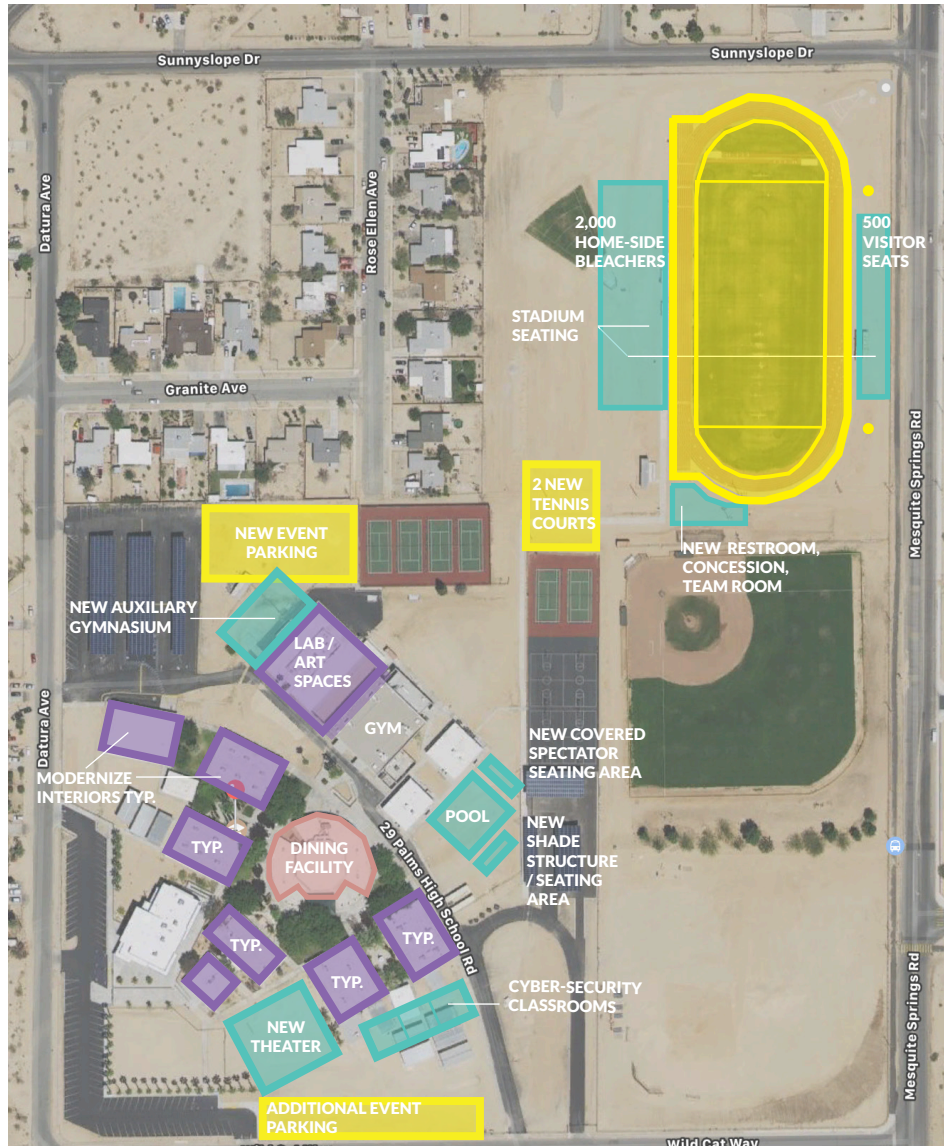 Sunnyslope Dr
Sunnyslope Dr
Datura Ave
Rose Ellen Ave
2,000
HOME-SIDE
BLEACHERS
500
VISITOR
SEATS
STADIUM
SEATING
Granite Ave
Mesquite Springs Rd
2 NEW
TENNIS
COURTS
NEW EVENT
PARKING
NEW RESTROOM,
CONCESSION,
TEAM ROOM
NEW AUXILIARY
GYMNASIUM
LAB /
ART
SPACES
GYM
Datura Ave
NEW COVERED
SPECTATOR
SEATING AREA
MODERNIZE
INTERIORS TYP.
POOL
NEW
SHADE
STRUCTURE
/ SEATING
AREA
TYP.
DINING
FACILITY
29 Palms High School Rd
TYP.
TYP.
TYP.
CYBER-SECURITY
CLASSROOMS
Mesquite Springs Rd
NEW
THEATER
ADDITIONAL EVENT
PARKING
Wild Cat Way